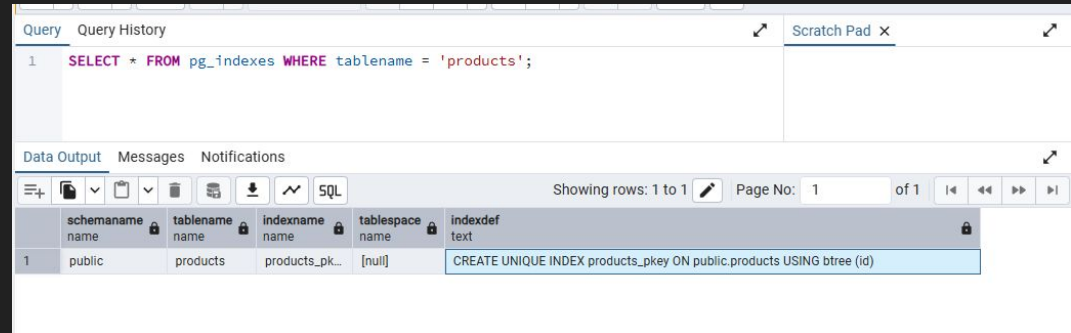 Query Query History
Scratch Pad ×
1 SELECT * FROM pg_indexes WHERE tablename = 'products';
Data Output Messages Notifications
SQL Showing rows: 1 to 1 Page No: 1 of 1
schemaname tablename indexname tablespace indexdef
name name name name text
1 public products products_pk... [null] CREATE UNIQUE INDEX products_pkey ON public.products USING btree (id)